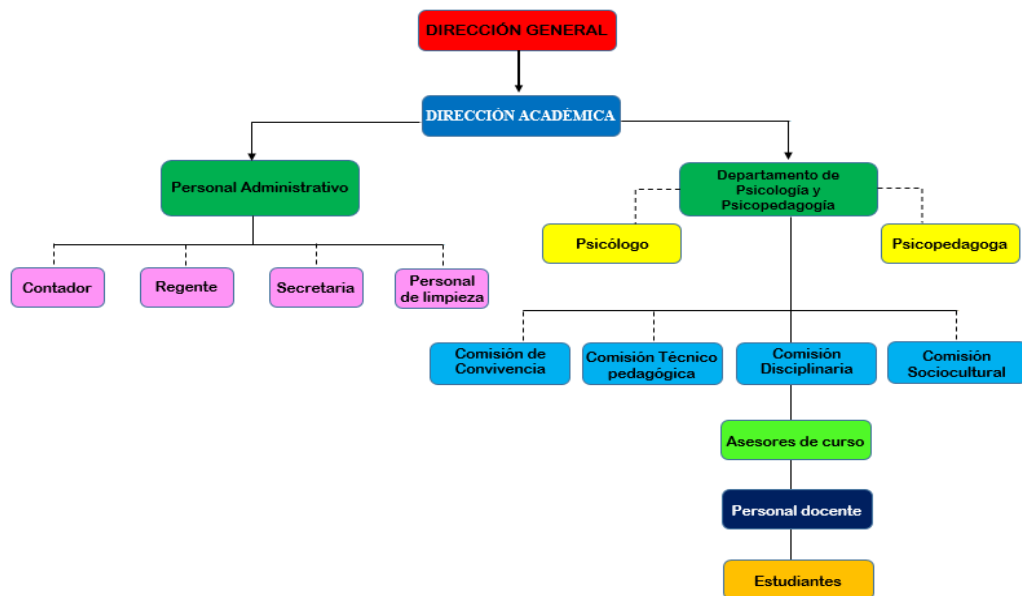 DIRECCIÓN GENERAL
DIRECCIÓN ACADÉMICA
Personal Administrativo
Departamento de
Psicología y
Psicopedagogía
Psicólogo
Psicopedagoga
Contador
Regente
Secretaria
Personal
de limpieza
Comisión de
Convivencia
Comisión Técnico
pedagógica
Comisión
Disciplinaria
Comisión
Sociocultural
Asesores de curso
Personal docente
Estudiantes